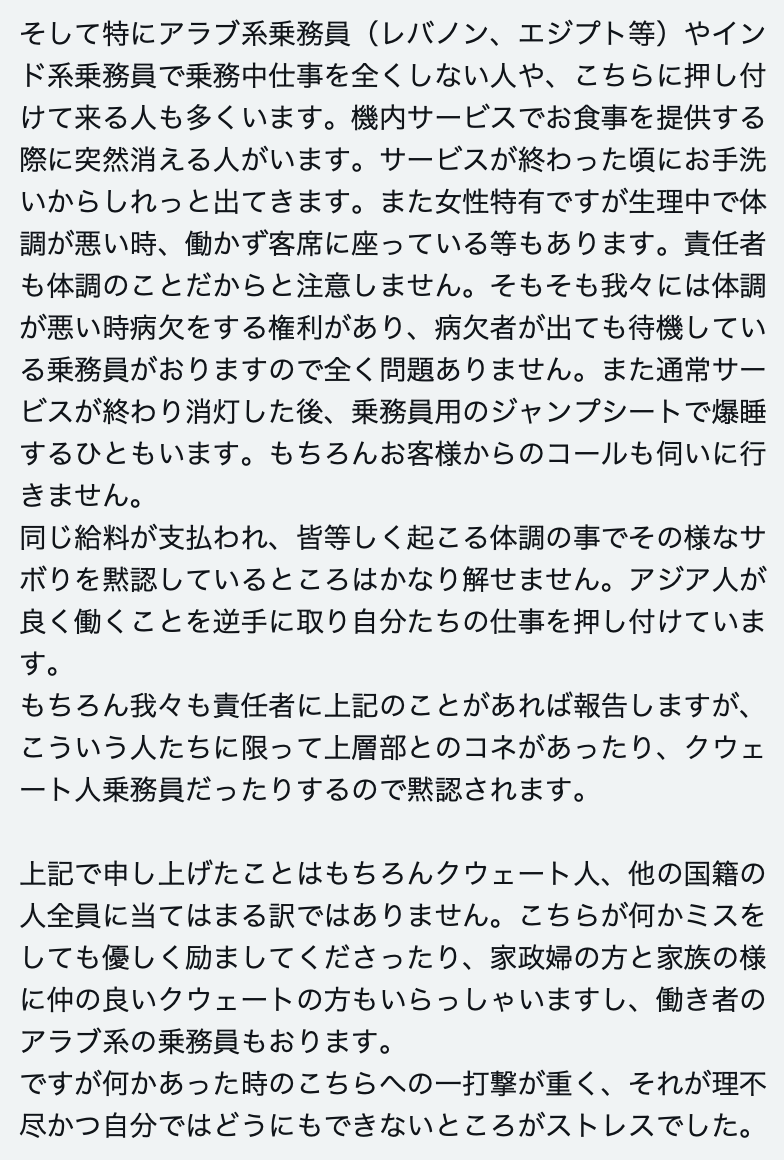 そして特にアラブ系乗務員（レバノン、エジプト等）やイン
ド系乗務員で乗務中仕事を全くしない人や、こちらに押し付
けて来る人も多くいます。機内サービスでお食事を提供する
際に突然消える人がいます。サービスが終わった頃にお手洗
いからしれっと出てきます。また女性特有ですが生理中で体
調が悪い時、働かず客席に座っている等もあります。責任者
も体調のことだからと注意しません。そもそも我々には体調
が悪い時病欠をする権利があり、病欠者が出ても待機してい
る乗務員がおりますので全く問題ありません。また通常サー
ビスが終わり消灯した後、乗務員用のジャンプシートで爆睡
するひともいます。もちろんお客様からのコールも伺いに行
きません。
同じ給料が支払われ、皆等しく起こる体調の事でその様なサ
ボりを黙認しているところはかなり解せません。アジア人が
良く働くことを逆手に取り自分たちの仕事を押し付けていま
す。
もちろん我々も責任者に上記のことがあれば報告しますが、
こういう人たちに限って上層部とのコネがあったり、クウェ
ート人乗務員だったりするので黙認されます。
上記で申し上げたことはもちろんクウェート人、他の国籍の
人全員に当てはまる訳ではありません。こちらが何かミスを
しても優しく励ましてくださったり、家政婦の方と家族の様
に仲の良いクウェートの方もいらっしゃいますし、働き者の
アラブ系の乗務員もおります。
ですが何かあった時のこちらへの一打撃が重く、それが理不
尽かつ自分ではどうにもできないところがストレスでした。